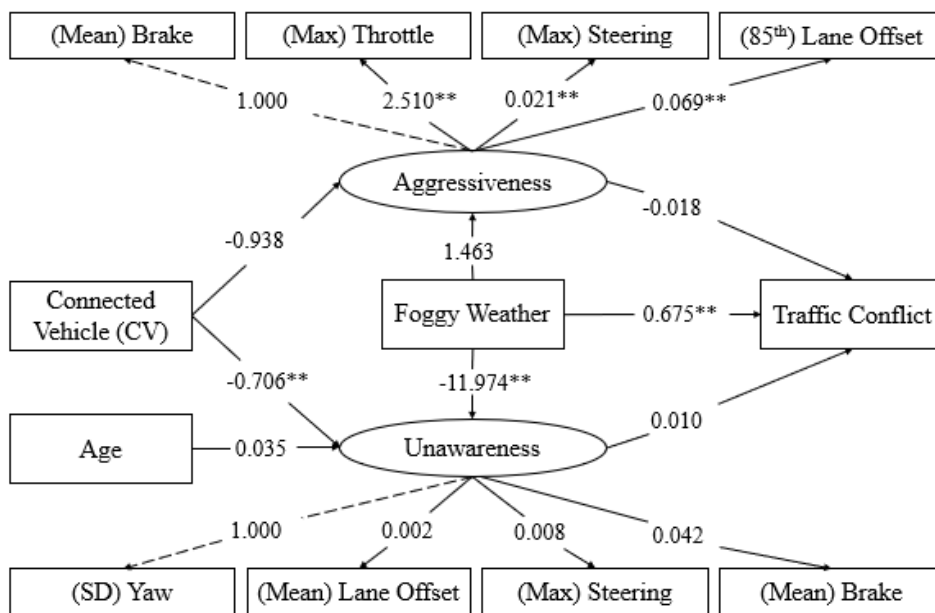 (Mean) Brake
(Max) Throttle
(Max) Steering
(85th) Lane Offset
1.000
2.510**
0.021**
0.069**
Aggressiveness
-0.018
-0.938
1.463
Connected
Vehicle (CV)
Foggy Weather
0.675**
Traffic Conflict
-0.706**
-11.974**
0.010
Age
0.035
Unawareness
1.000
0.002
0.008
0.042
(SD) Yaw
(Mean) Lane Offset
(Max) Steering
(Mean) Brake